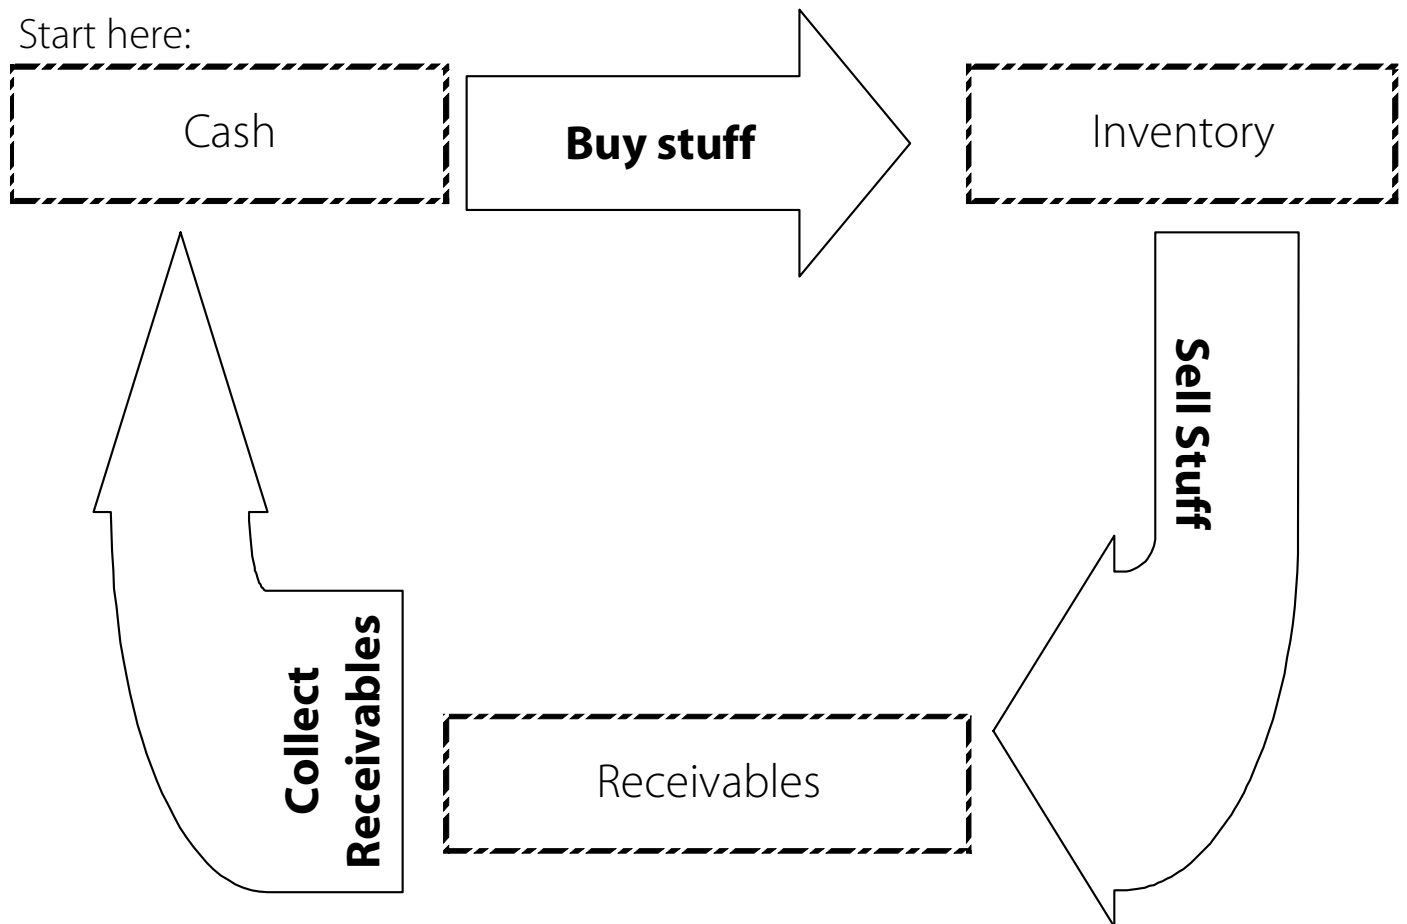 Start here:
Cash
Buy stuff
Inventory
Sell Stuff
Receivables
Collect
Receivables